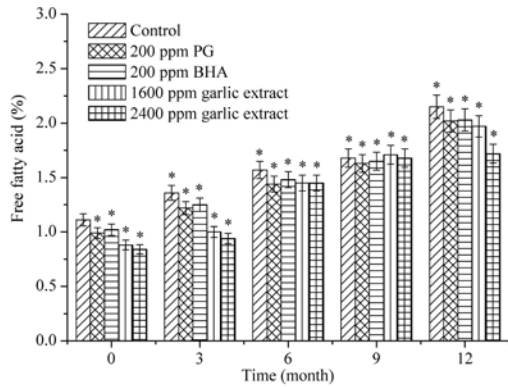 3.0
2.5
2.0
1.5
1.0
0.5
0.0
Free fatty acid (%)
Control
200 ppm PG
200 ppm BHA
1600 ppm garlic extract
2400 ppm garlic extract
* * * *
* * * * *
* * * * *
* * * * *
* * * * *
0 3 6 9 12
Time (month)